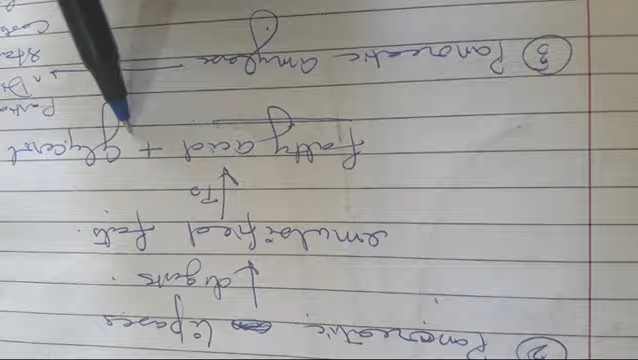 ② Pancreatic lipases
↓ digests.
emulsified fats.
↓ To
Fatty acid + Glycerol
③ Pancreatic amylase